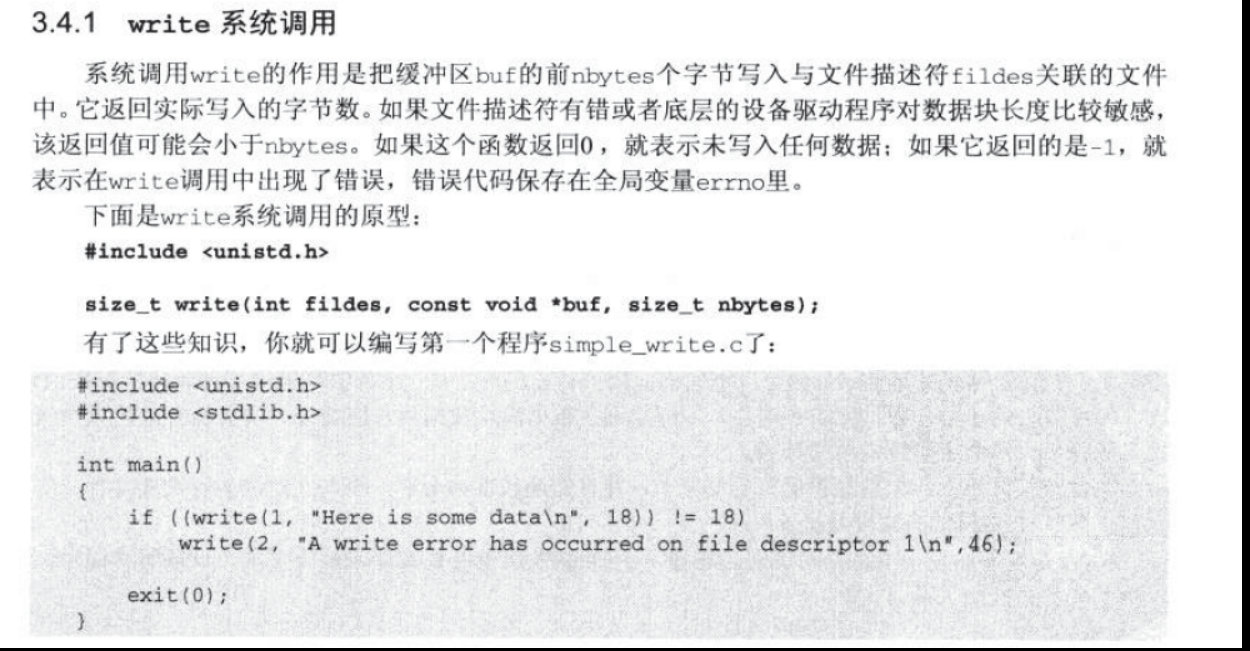 3.4.1 write 系统调用
系统调用write的作用是把缓冲区buf的前nbytes个字节写入与文件描述符fildes关联的文件
中。它返回实际写入的字节数。如果文件描述符有错或者底层的设备驱动程序对数据块长度比较敏感，
该返回值可能会小于nbytes。如果这个函数返回0，就表示未写入任何数据；如果它返回的是-1，就
表示在write调用中出现了错误，错误代码保存在全局变量errno里。
下面是write系统调用的原型：
#include <unistd.h>
size_t write(int fildes, const void *buf, size_t nbytes);
有了这些知识，你就可以编写第一个程序simple_write.c了：
#include <unistd.h>
#include <stdlib.h>
int main()
{
if ((write(1, "Here is some data\n", 18)) != 18)
write(2, "A write error has occurred on file descriptor 1\n",46);
exit(0);
}